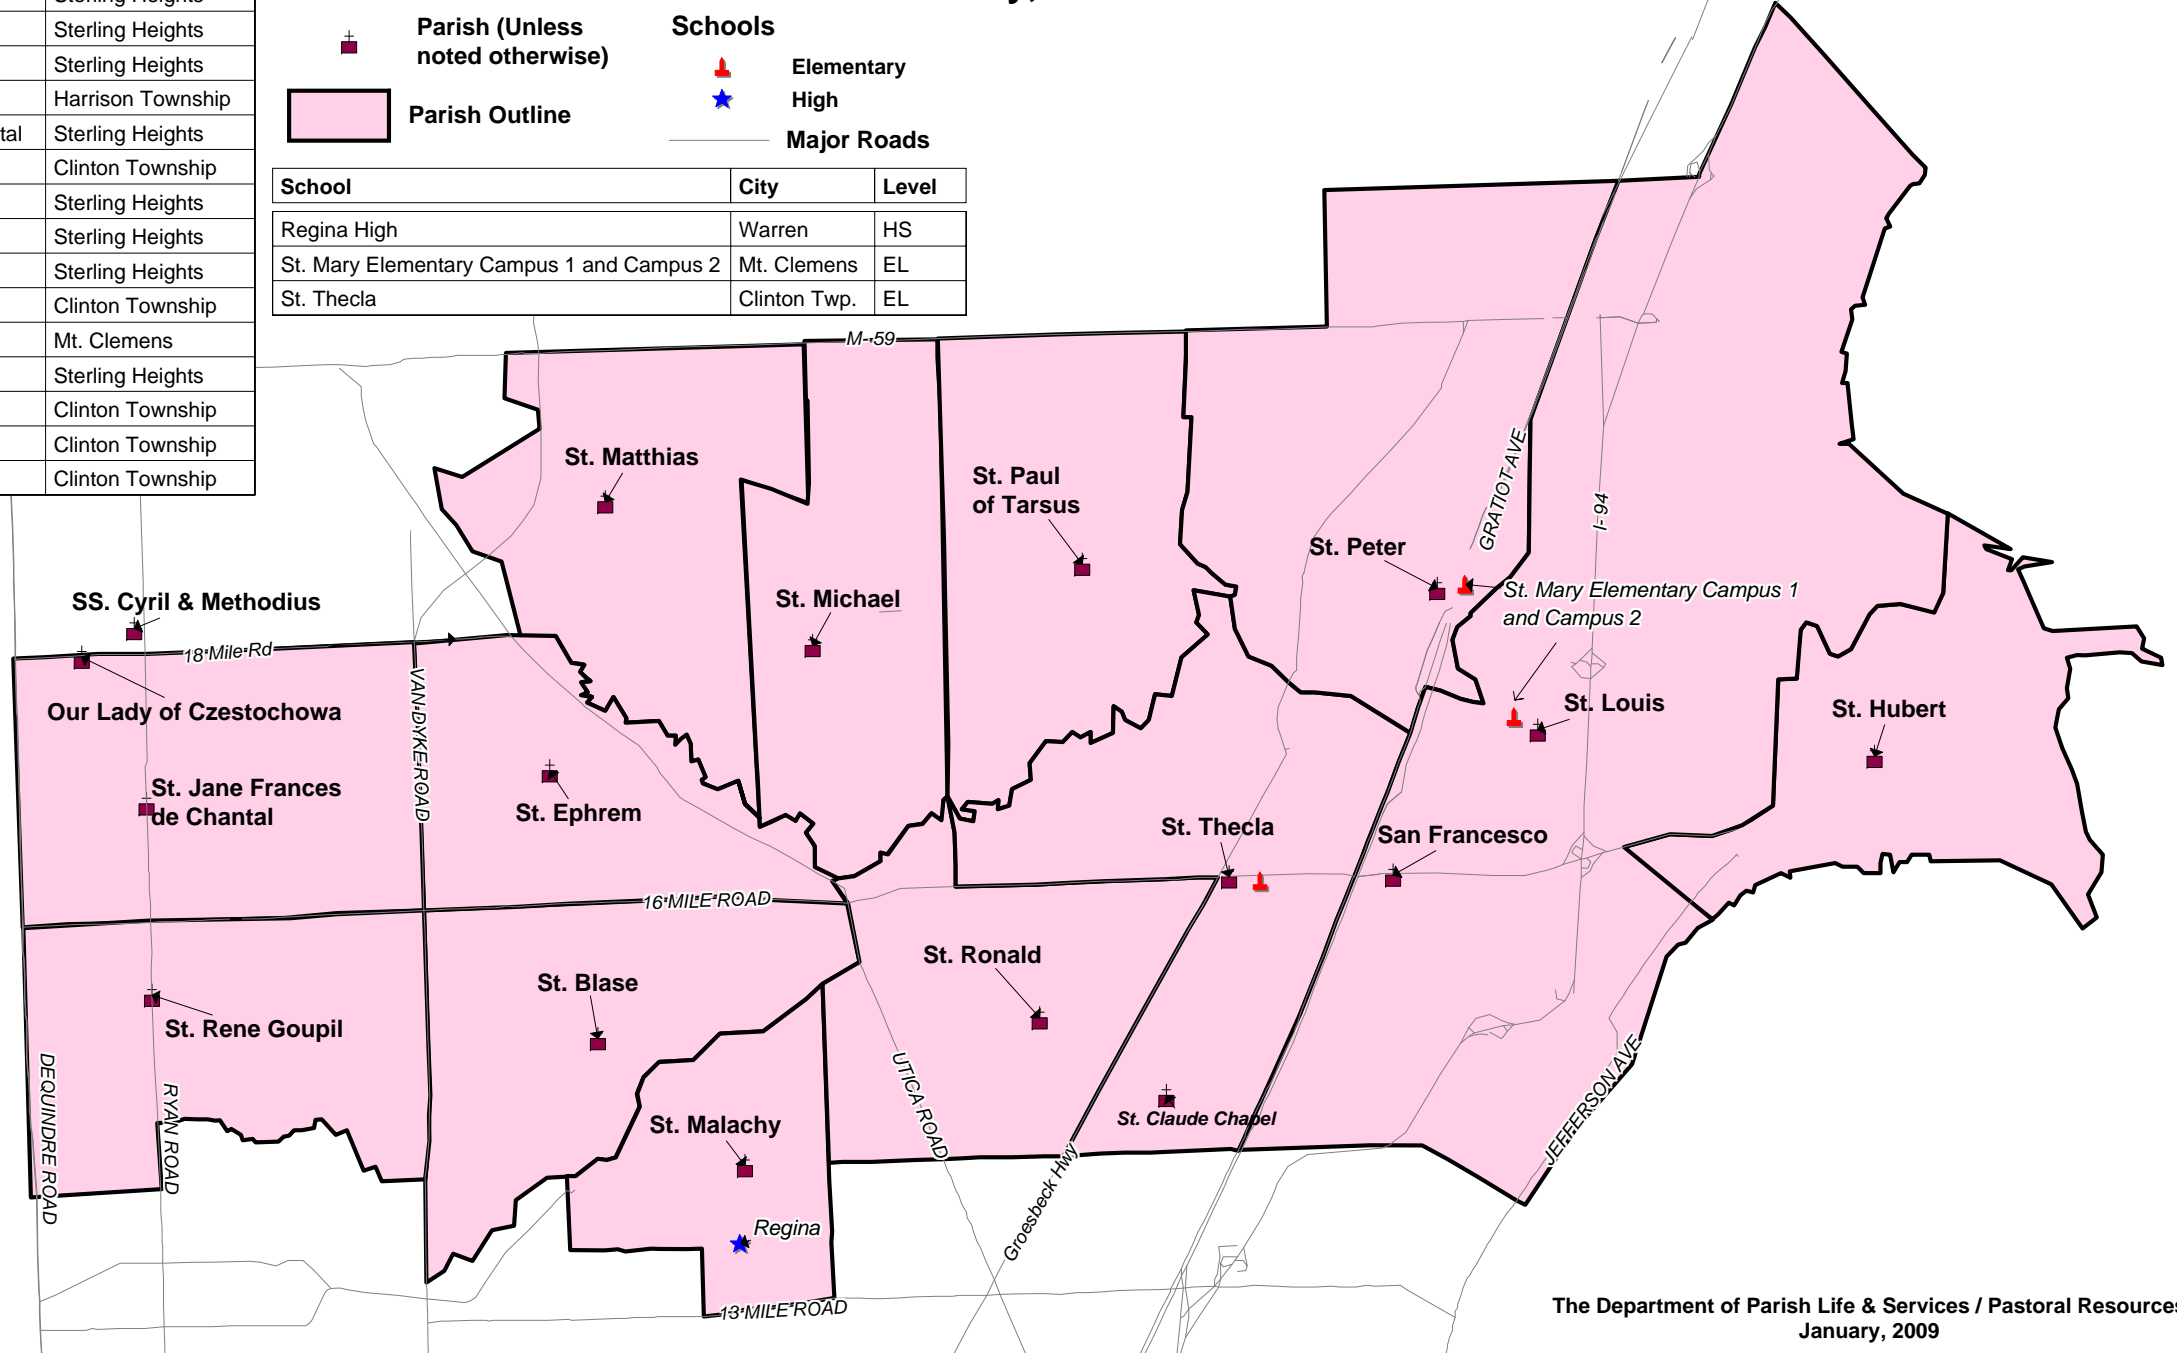 Sterling Heights
Sterling Heights
Sterling Heights
Harrison Township
tal Sterling Heights
Clinton Township
Sterling Heights
Sterling Heights
Sterling Heights
Clinton Township
Mt. Clemens
Sterling Heights
Clinton Township
Clinton Township
Clinton Township
Parish (Unless
noted otherwise)
Parish Outline
Schools
Elementary
High
Major Roads
School City Level
Regina High Warren HS
St. Mary Elementary Campus 1 and Campus 2 Mt. Clemens EL
St. Thecla Clinton Twp. EL
M-59
St. Matthias
St. Paul
of Tarsus
GRATIOT AVE
I-94
St. Peter
St. Mary Elementary Campus 1
and Campus 2
SS. Cyril & Methodius
St. Michael
18 Mile Rd
VAN DYKE ROAD
Our Lady of Czestochowa
St. Louis
St. Hubert
St. Jane Frances
de Chantal
St. Ephrem
St. Thecla
San Francesco
16 MILE ROAD
St. Ronald
St. Blase
St. Rene Goupil
DEQUINDRE ROAD
RYAN ROAD
UTICA ROAD
JEFFERSON AVE
St. Malachy
St. Claude Chapel
Groesbeck Hwy
Regina
13 MILE ROAD
The Department of Parish Life & Services / Pastoral Resources
January, 2009